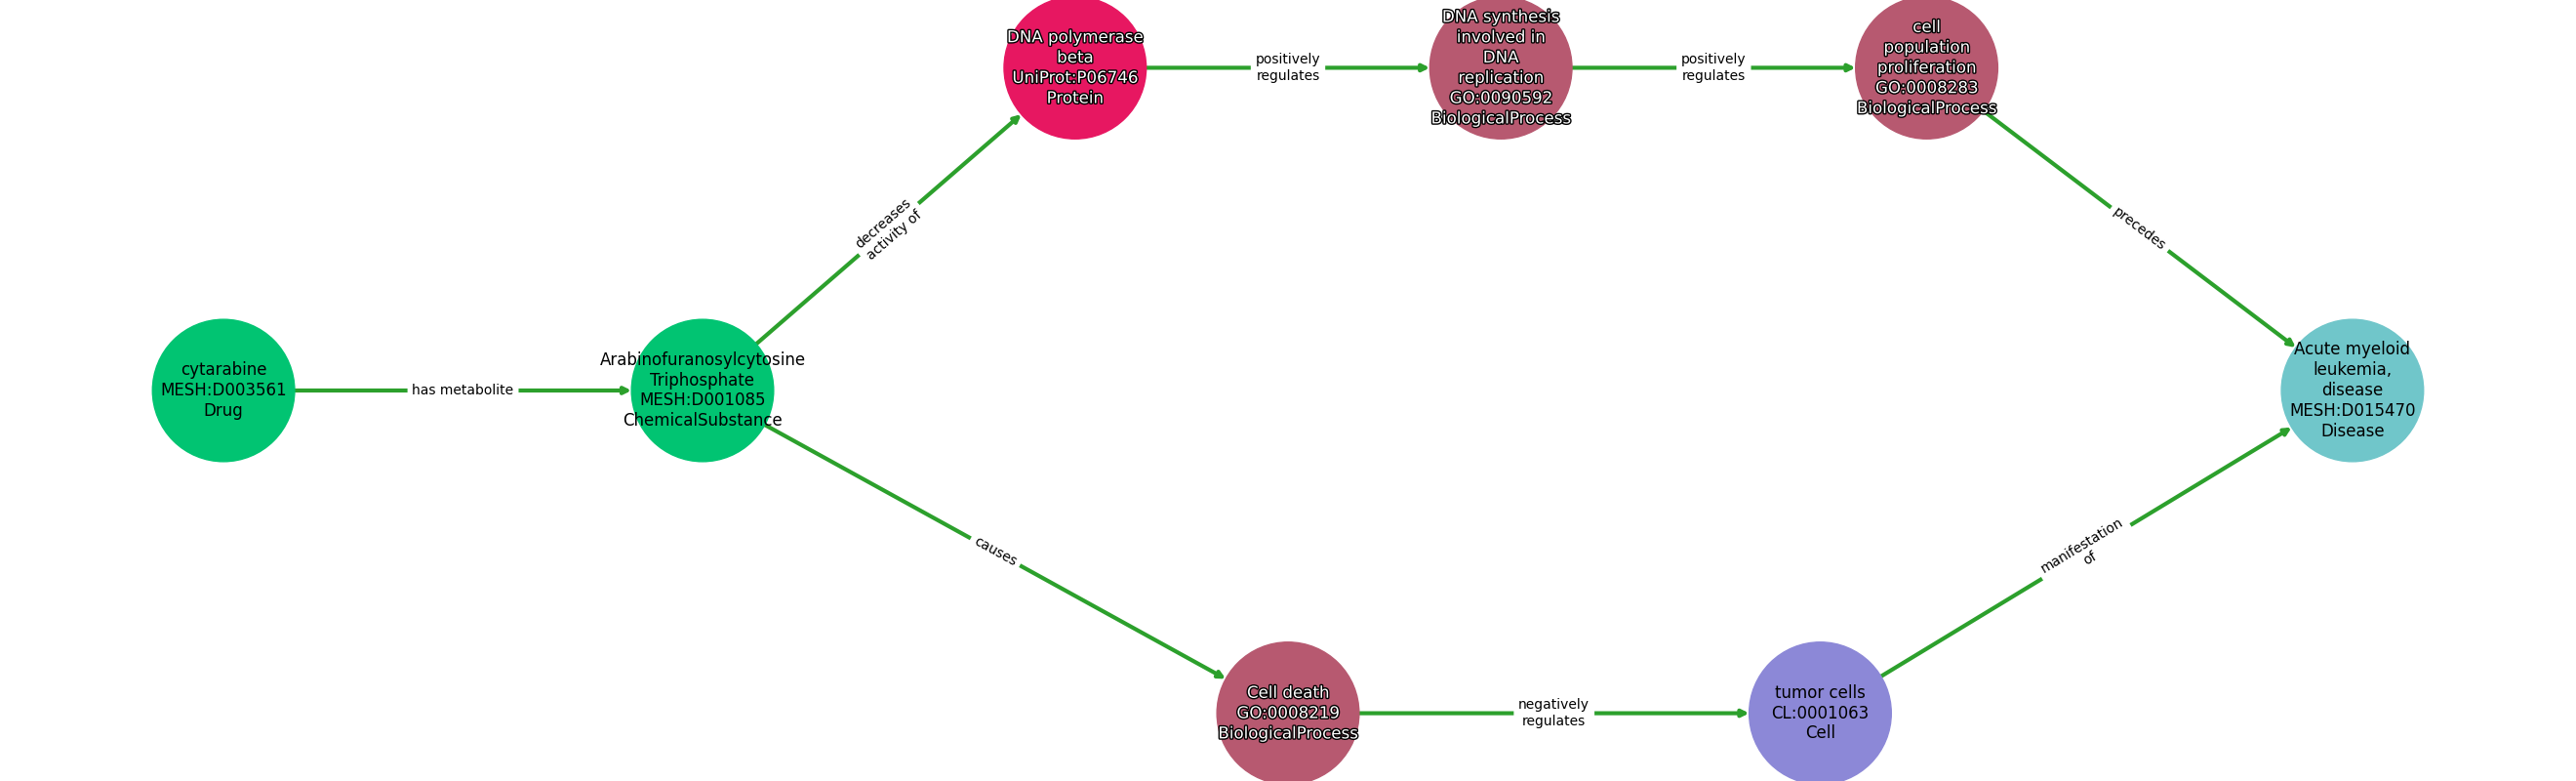 DNA polymerase
beta
UniProt:P06746
Protein
positively
regulates
DNA synthesis
involved in
DNA
replication
GO:0090592
BiologicalProcess
positively
regulates
cell
population
proliferation
GO:0008283
BiologicalProcess
decreases
activity of
precedes
cytarabine
MESH:D003561
Drug
has metabolite
Arabinofuranosylcytosine
Triphosphate
MESH:D001085
ChemicalSubstance
Acute myeloid
leukemia,
disease
MESH:D015470
Disease
causes
manifestation
of
Cell death
GO:0008219
BiologicalProcess
negatively
regulates
tumor cells
CL:0001063
Cell